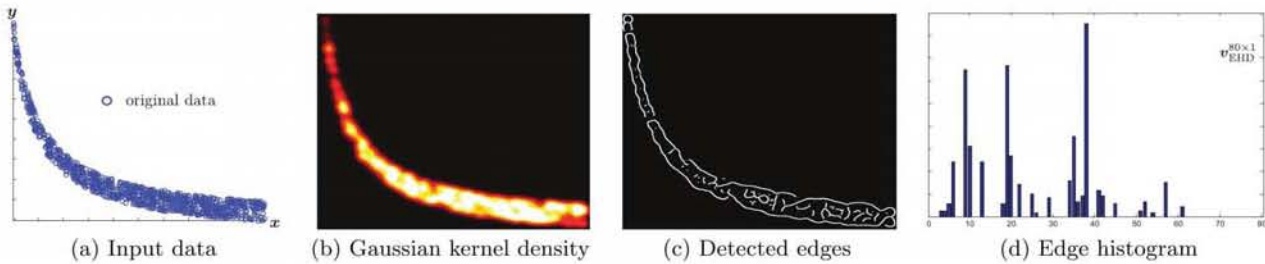 y
original data
x
(a) Input data
(b) Gaussian kernel density
(c) Detected edges
v^{80×1}_{EHD}
0 10 20 30 40 50 60 70 80
(d) Edge histogram